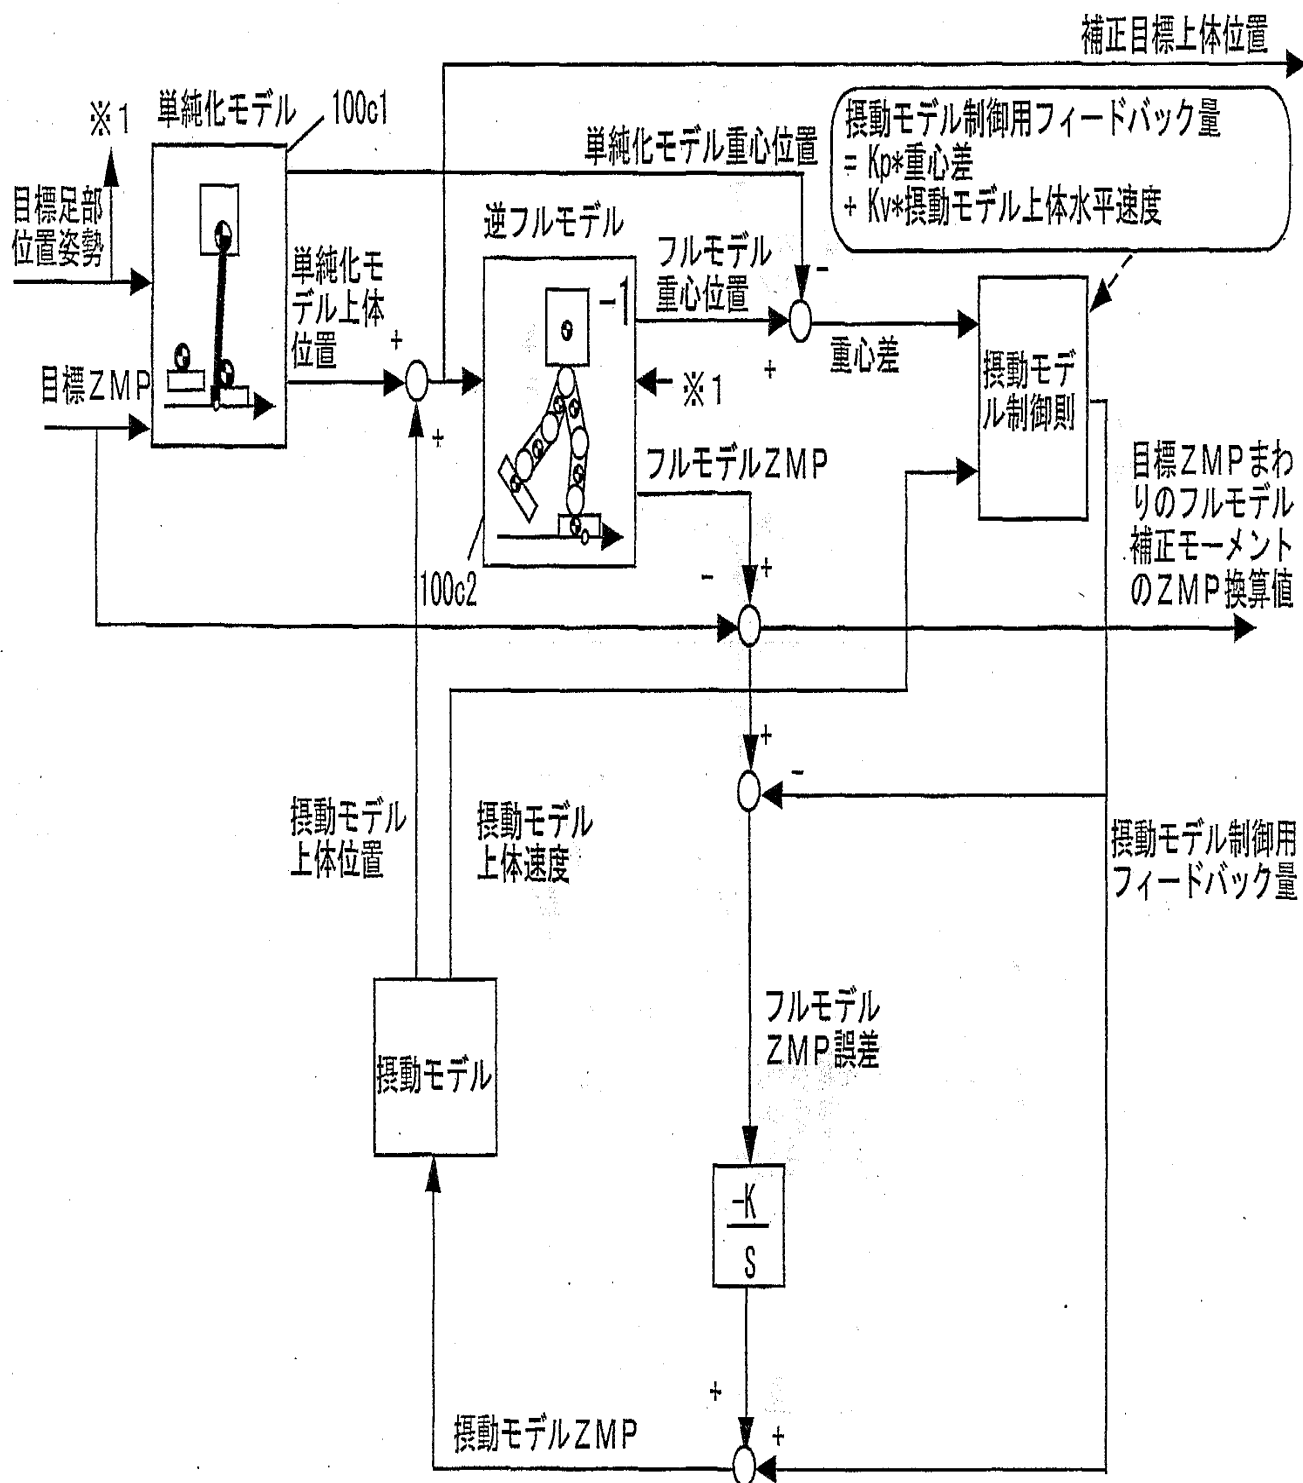 補正目標上体位置
※1
単純化モデル
100c1
摂動モデル制御用フィードバック量
= Kp*重心差
+ Kv*摂動モデル上体水平速度
単純化モデル重心位置
目標足部
位置姿勢
逆フルモデル
単純化モ
デル上体
位置
フルモデル
重心位置
-
-1
+
重心差
+
摂動モデ
ル制御則
目標ZMP
※1
+
フルモデルZMP
目標ZMPまわ
りのフルモデル
補正モーメント
のZMP換算値
100c2
-
+
+
-
摂動モデル
上体位置
摂動モデル
上体速度
摂動モデル制御用
フィードバック量
フルモデル
ZMP誤差
摂動モデル
-K
S
+
+
摂動モデルZMP